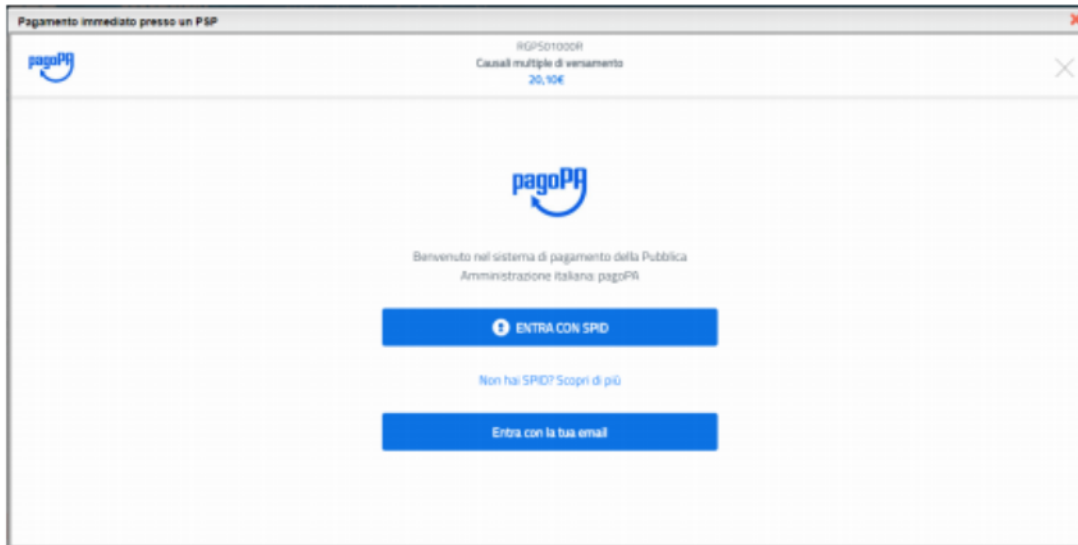 Pagamento immediato presso un PSP
pagoPA
RGPS01000R
Causali multiple di versamento
20,10€
pagoPA
Benvenuto nel sistema di pagamento della Pubblica
Amministrazione italiana: pagoPA
ENTRA CON SPID
Non hai SPID? Scopri di più
Entra con la tua email